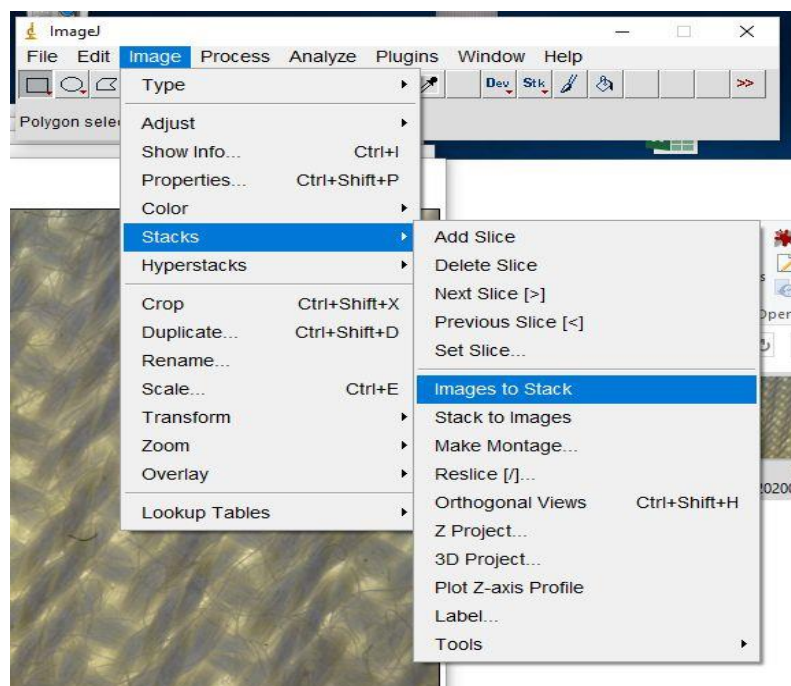 ImageJ
File Edit Image Process Analyze Plugins Window Help
Dev Stk >>
Polygon sele
Type
Adjust
Show Info... Ctrl+I
Properties... Ctrl+Shift+P
Color
Stacks
Hyperstacks
Crop Ctrl+Shift+X
Duplicate... Ctrl+Shift+D
Rename...
Scale... Ctrl+E
Transform
Zoom
Overlay
Lookup Tables
Add Slice
Delete Slice
Next Slice [>]
Previous Slice [<]
Set Slice...
Images to Stack
Stack to Images
Make Montage...
Reslice [/]...
Orthogonal Views Ctrl+Shift+H
Z Project...
3D Project...
Plot Z-axis Profile
Label...
Tools
s
Oper